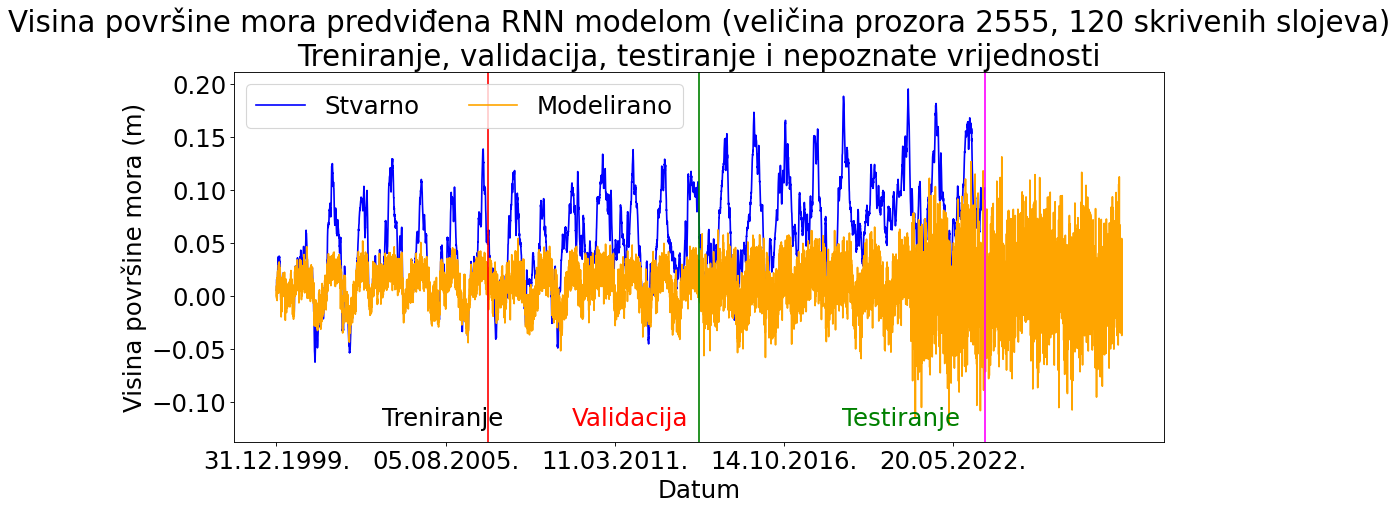 Visina površine mora predviđena RNN modelom (veličina prozora 2555, 120 skrivenih slojeva)
Treniranje, validacija, testiranje i nepoznate vrijednosti
Stvarno
Modelirano
Visina površine mora (m)
0.20
0.15
0.10
0.05
0.00
−0.05
−0.10
Treniranje
Validacija
Testiranje
31.12.1999.
05.08.2005.
11.03.2011.
14.10.2016.
20.05.2022.
Datum